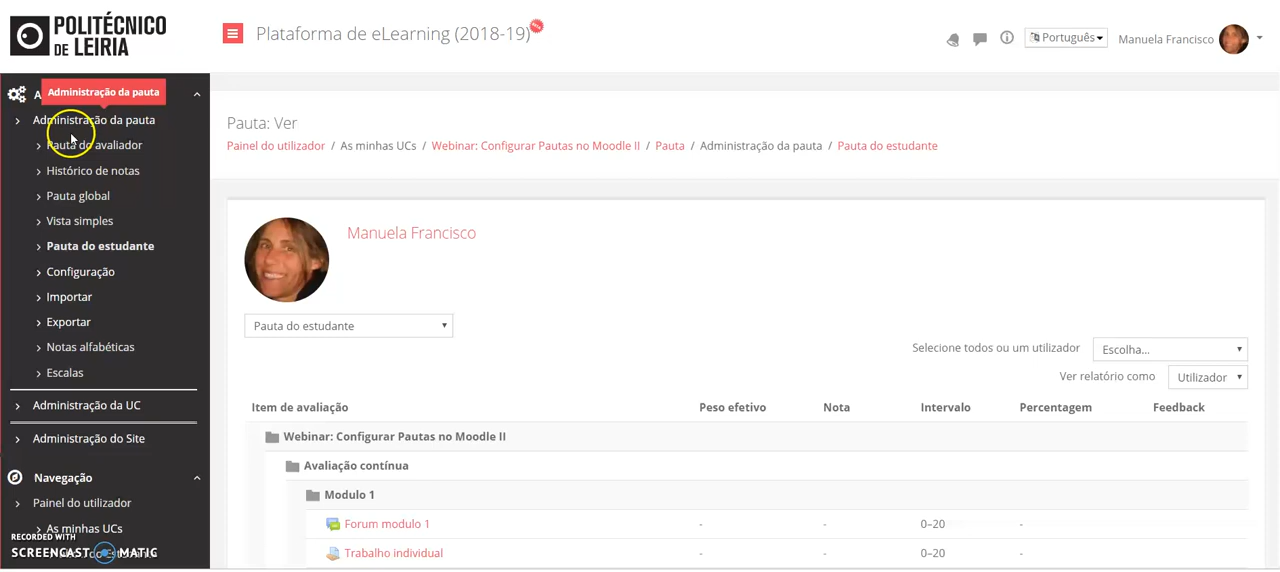 POLITÉCNICO
DE LEIRIA
Plataforma de eLearning (2018-19)
Português
Manuela Francisco
Administração da pauta
Administração da pauta
Pauta do avaliador
Histórico de notas
Pauta global
Vista simples
Pauta do estudante
Configuração
Importar
Exportar
Notas alfabéticas
Escalas
Administração da UC
Administração do Site
Navegação
Painel do utilizador
As minhas UCs
RECORDED WITH
SCREENCAST MATIC
Pauta: Ver
Painel do utilizador / As minhas UCs / Webinar: Configurar Pautas no Moodle II / Pauta / Administração da pauta / Pauta do estudante
Manuela Francisco
Pauta do estudante
Selecione todos ou um utilizador Escolha...
Ver relatório como Utilizador
Item de avaliação Peso efetivo Nota Intervalo Percentagem Feedback
Webinar: Configurar Pautas no Moodle II
Avaliação contínua
Modulo 1
Forum modulo 1 - - 0–20 -
Trabalho individual - - 0–20 -